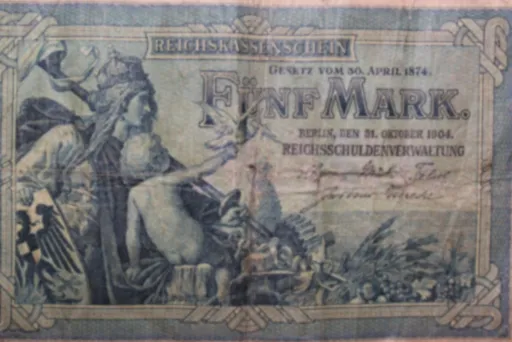 REICHSKASSENSCHEIN
GESETZ VOM 30. APRIL 1874.
FÜNF MARK.
BERLIN, DEN 31. OKTOBER 1904.
REICHSSCHULDENVERWALTUNG